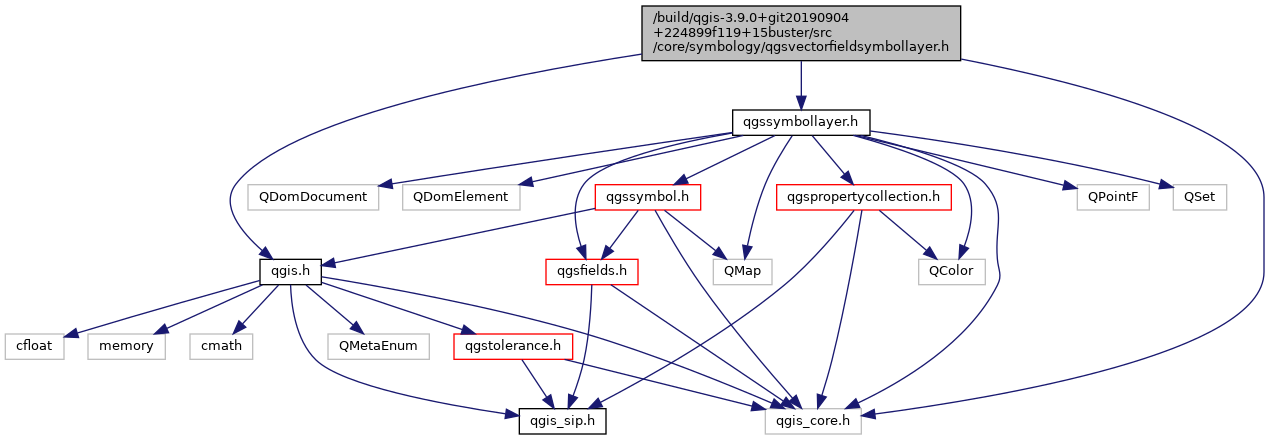 /build/qgis-3.9.0+git20190904
+224899f119+15buster/src
/core/symbology/qgsvectorfieldsymbollayer.h
qgssymbollayer.h
QDomDocument
QDomElement
qgssymbol.h
qgspropertycollection.h
QPointF
QSet
qgis.h
qgsfields.h
QMap
QColor
cfloat
memory
cmath
QMetaEnum
qgstolerance.h
qgis_sip.h
qgis_core.h